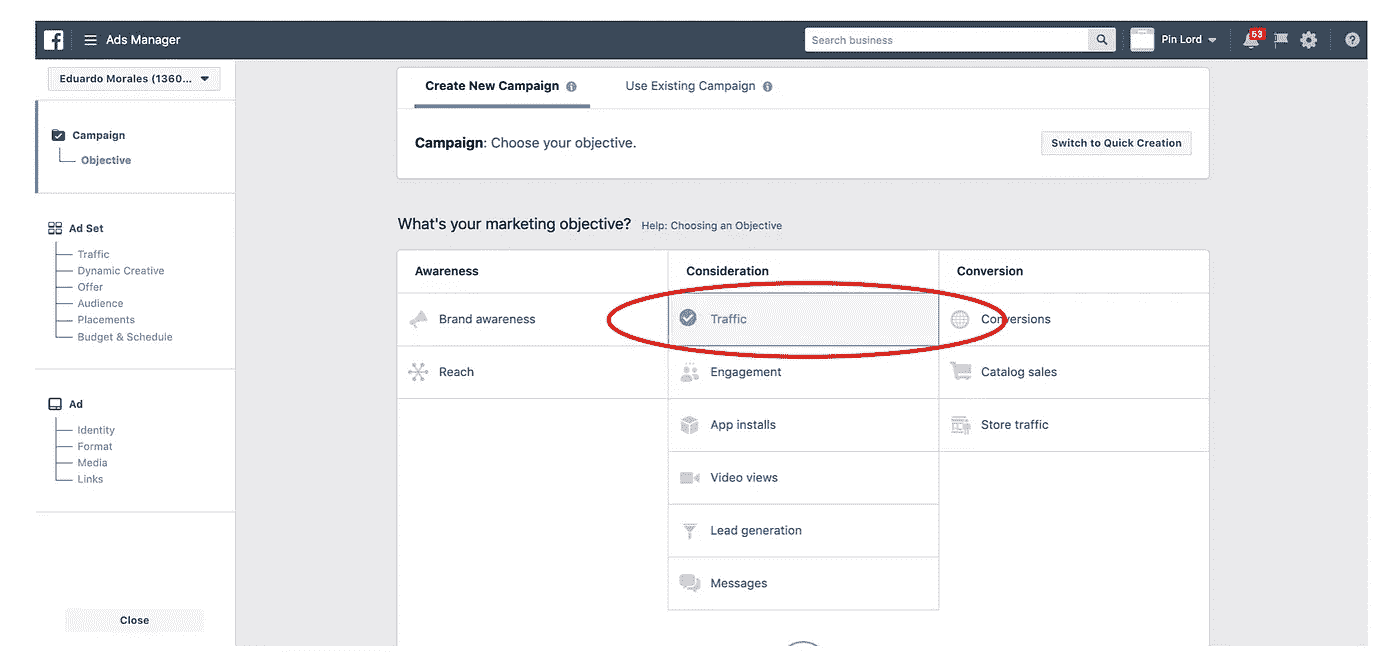 Ads Manager
Search business
Pin Lord
53
Eduardo Morales (1360...
Campaign
Objective
Ad Set
Traffic
Dynamic Creative
Offer
Audience
Placements
Budget & Schedule
Ad
Identity
Format
Media
Links
Close
Create New Campaign
Use Existing Campaign
Campaign: Choose your objective.
Switch to Quick Creation
What's your marketing objective? Help: Choosing an Objective
Awareness
Consideration
Conversion
Brand awareness
Traffic
Conversions
Reach
Engagement
Catalog sales
App installs
Store traffic
Video views
Lead generation
Messages